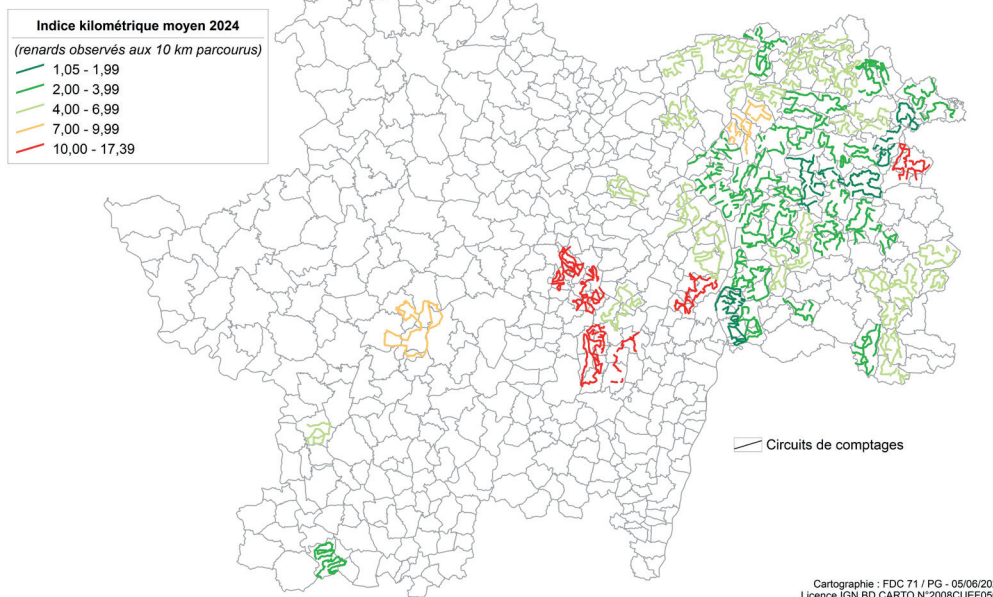 Indice kilométrique moyen 2024
(renards observés aux 10 km parcourus)
1,05 - 1,99
2,00 - 3,99
4,00 - 6,99
7,00 - 9,99
10,00 - 17,39
Circuits de comptages
Cartographie : FDC 71 / PG - 05/06/20
Licence IGN BD CARTO